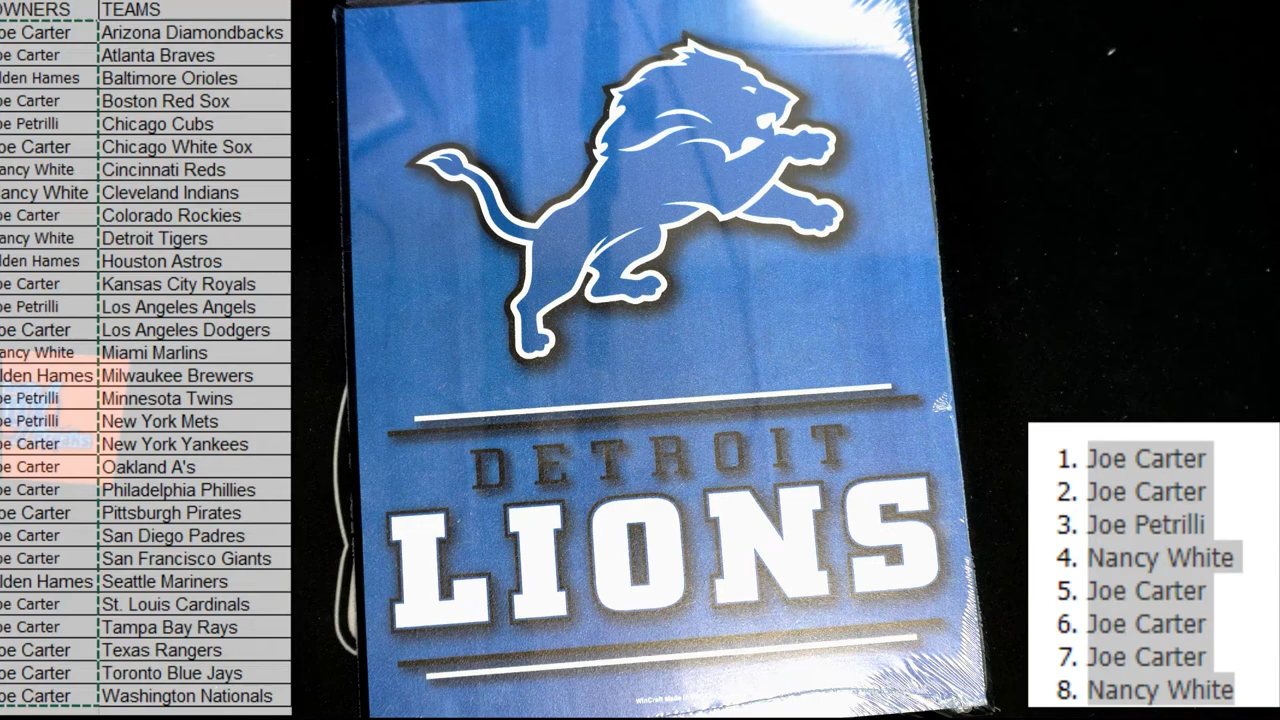 OWNERS TEAMS
oe Carter Arizona Diamondbacks
oe Carter Atlanta Braves
lden Hames Baltimore Orioles
oe Carter Boston Red Sox
oe Petrilli Chicago Cubs
oe Carter Chicago White Sox
ancy White Cincinnati Reds
ancy White Cleveland Indians
oe Carter Colorado Rockies
ancy White Detroit Tigers
lden Hames Houston Astros
oe Carter Kansas City Royals
oe Petrilli Los Angeles Angels
oe Carter Los Angeles Dodgers
ancy White Miami Marlins
lden Hames Milwaukee Brewers
oe Petrilli Minnesota Twins
oe Petrilli New York Mets
oe Carter New York Yankees
oe Carter Oakland A's
oe Carter Philadelphia Phillies
oe Carter Pittsburgh Pirates
oe Carter San Diego Padres
oe Carter San Francisco Giants
lden Hames Seattle Mariners
oe Carter St. Louis Cardinals
oe Carter Tampa Bay Rays
oe Carter Texas Rangers
oe Carter Toronto Blue Jays
oe Carter Washington Nationals
DETROIT
LIONS
WinCraft Made
1. Joe Carter
2. Joe Carter
3. Joe Petrilli
4. Nancy White
5. Joe Carter
6. Joe Carter
7. Joe Carter
8. Nancy White